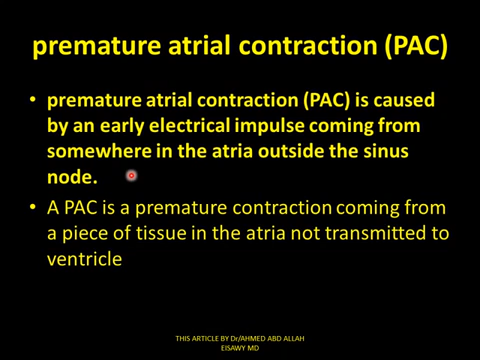 premature atrial contraction (PAC)
• premature atrial contraction (PAC) is caused
by an early electrical impulse coming from
somewhere in the atria outside the sinus
node.
• A PAC is a premature contraction coming from
a piece of tissue in the atria not transmitted to
ventricle
THIS ARTICLE BY Dr/AHMED ABD ALLAH
EISAWY MD